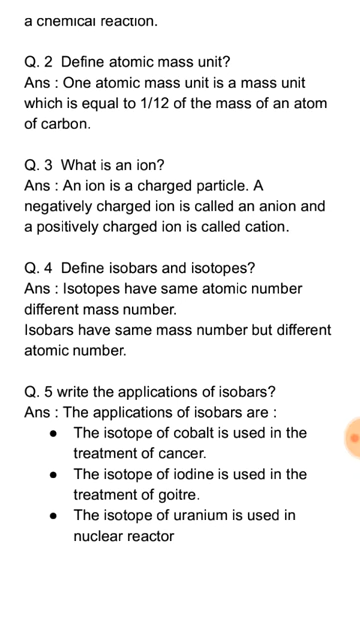 a chemical reaction.
Q. 2 Define atomic mass unit?
Ans : One atomic mass unit is a mass unit
which is equal to 1/12 of the mass of an atom
of carbon.
Q. 3 What is an ion?
Ans : An ion is a charged particle. A
negatively charged ion is called an anion and
a positively charged ion is called cation.
Q. 4 Define isobars and isotopes?
Ans : Isotopes have same atomic number
different mass number.
Isobars have same mass number but different
atomic number.
Q. 5 write the applications of isobars?
Ans : The applications of isobars are :
● The isotope of cobalt is used in the
treatment of cancer.
● The isotope of iodine is used in the
treatment of goitre.
● The isotope of uranium is used in
nuclear reactor